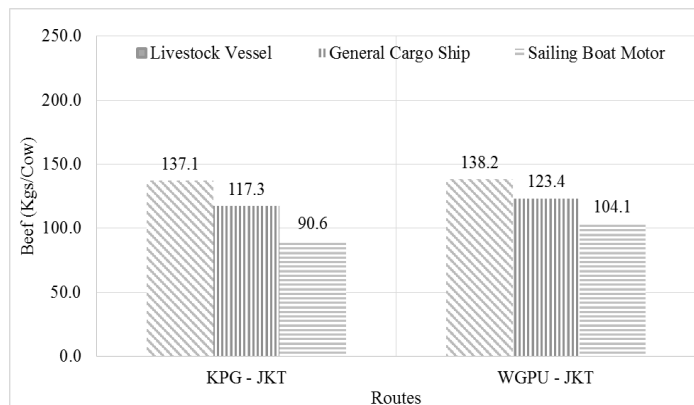 250.0
Livestock Vessel General Cargo Ship Sailing Boat Motor
200.0
150.0
137.1 138.2
117.3 123.4
90.6 104.1
100.0
50.0
0.0
Beef (Kgs/Cow)
KPG - JKT WGPU - JKT
Routes